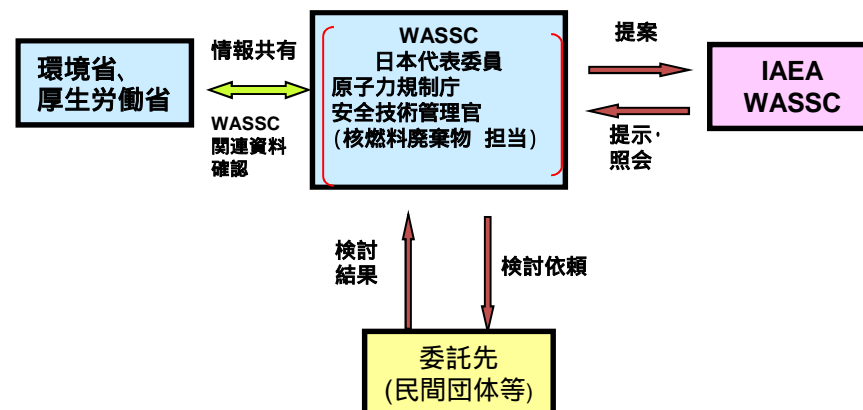 環境省、
厚生労働省
情報共有
WASSC
関連資料
確認
WASSC
日本代表委員
原子力規制庁
安全技術管理官
(核燃料廃棄物 担当)
提案
提示・
照会
IAEA
WASSC
検討
結果
検討依頼
委託先
(民間団体等)